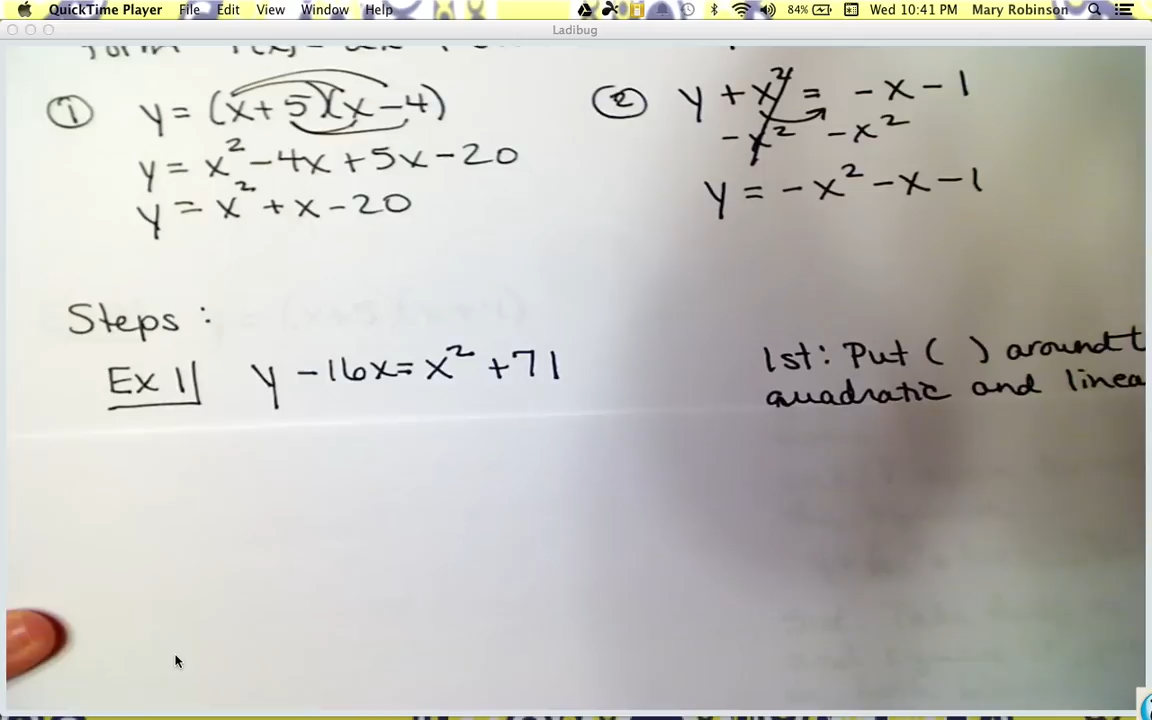 QuickTime Player File Edit View Window Help 84% Wed 10:41 PM Mary Robinson
Ladibug
① y = (x+5)(x-4)
y = x² - 4x + 5x - 20
y = x² + x - 20
② y + x² = -x - 1
-x² -x²
y = -x² - x - 1
Steps:
Ex 1 y - 16x = x² + 71
1st: Put ( ) around t
quadratic and linea